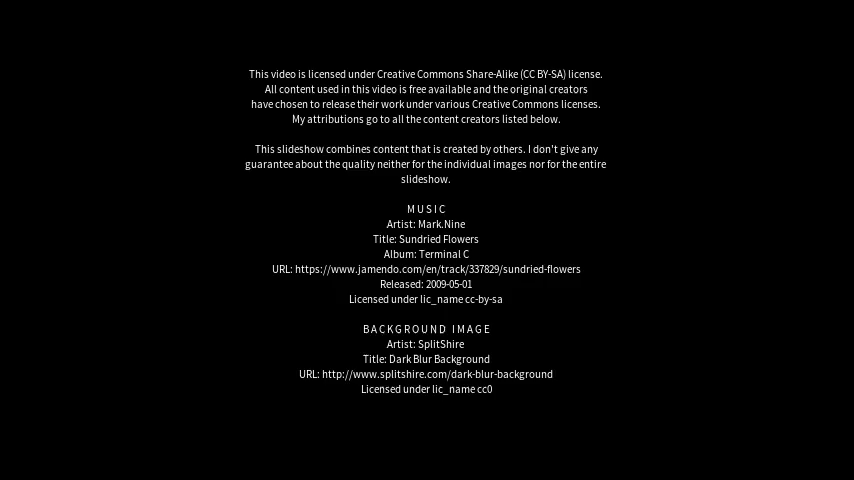 This video is licensed under Creative Commons Share-Alike (CC BY-SA) license.
All content used in this video is free available and the original creators
have chosen to release their work under various Creative Commons licenses.
My attributions go to all the content creators listed below.
This slideshow combines content that is created by others. I don't give any
guarantee about the quality neither for the individual images nor for the entire
slideshow.
MUSIC
Artist: Mark.Nine
Title: Sundried Flowers
Album: Terminal C
URL: https://www.jamendo.com/en/track/337829/sundried-flowers
Released: 2009-05-01
Licensed under lic_name cc-by-sa
BACKGROUND IMAGE
Artist: SplitShire
Title: Dark Blur Background
URL: http://www.splitshire.com/dark-blur-background
Licensed under lic_name cc0